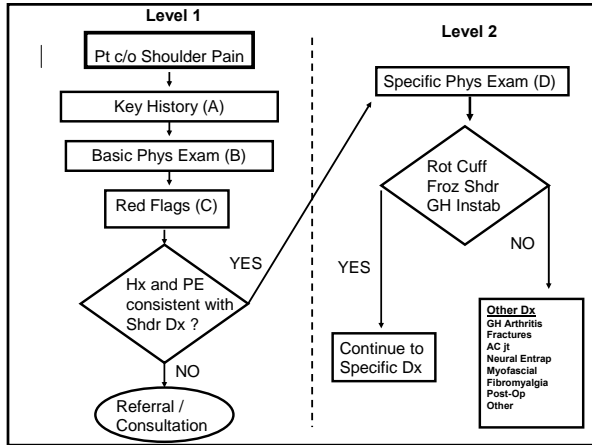 Level 1
Pt c/o Shoulder Pain
Key History (A)
Basic Phys Exam (B)
Red Flags (C)
YES
Hx and PE
consistent with
Shdr Dx ?
NO
Referral /
Consultation
Level 2
Specific Phys Exam (D)
Rot Cuff
Froz Shdr
GH Instab
YES
NO
Continue to
Specific Dx
Other Dx
GH Arthritis
Fractures
AC jt
Neural Entrap
Myofascial
Fibromyalgia
Post-Op
Other